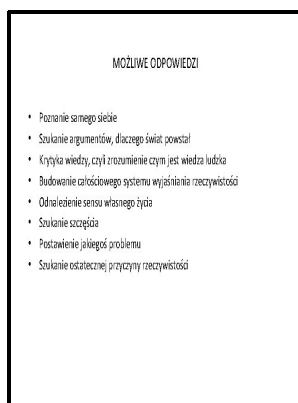 MOŻLIWE ODPOWIEDZI
• Poznanie samego siebie
• Szukanie argumentów, dlaczego świat powstał
• Krytyka wiedzy, czyli zrozumienie czym jest wiedza ludzka
• Budowanie całościowego systemu wyjaśniania rzeczywistości
• Odnalezienie sensu własnego życia
• Szukanie szczęścia
• Postawienie jakiegoś problemu
• Szukanie ostatecznej przyczyny rzeczywistości